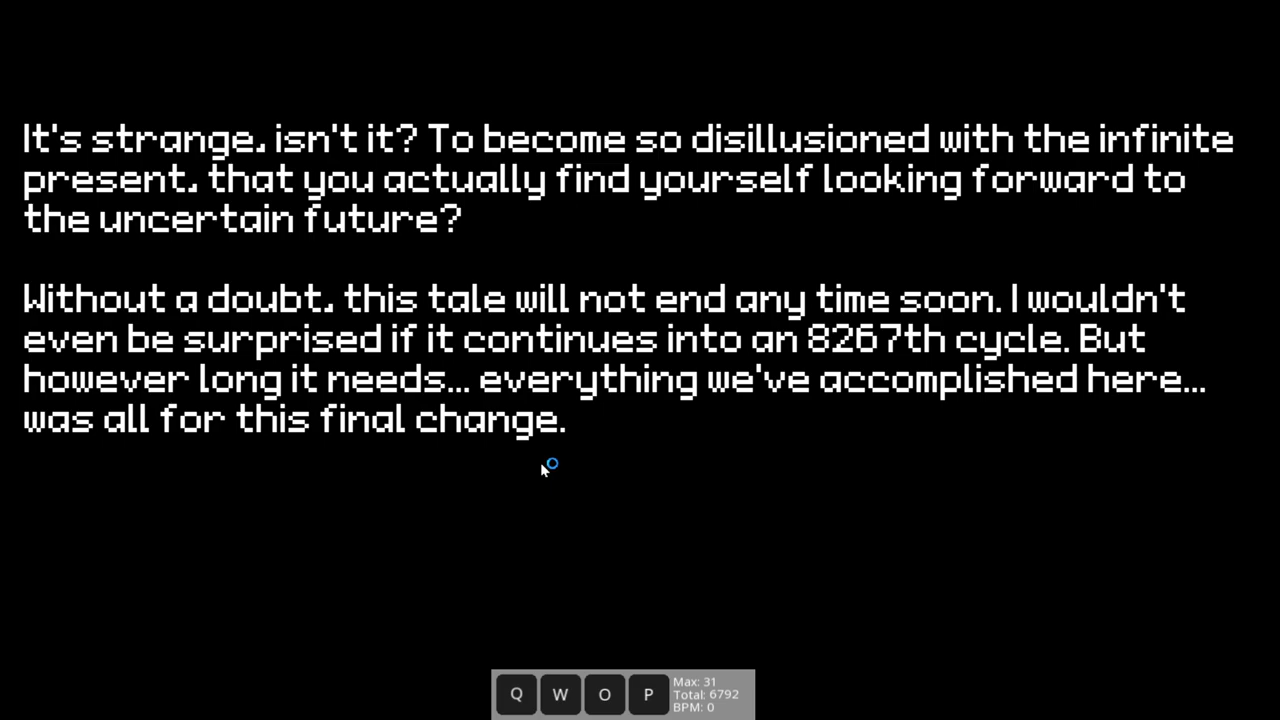 It's strange, isn't it? To become so disillusioned with the infinite
present, that you actually find yourself looking forward to
the uncertain future?
Without a doubt, this tale will not end any time soon. I wouldn't
even be surprised if it continues into an 8267th cycle. But
however long it needs... everything we've accomplished here...
was all for this final change.
Q W O P
Max: 31
Total: 6792
BPM: 0